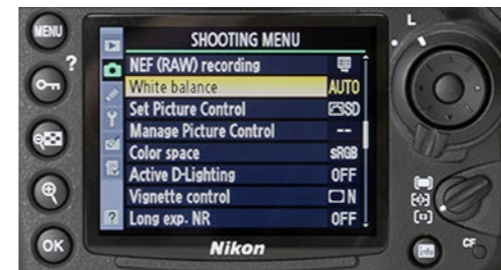 MENU
L
?
SHOOTING MENU
NEF (RAW) recording
White balance AUTO
Set Picture Control SD
Manage Picture Control --
Color space sRGB
Active D-Lighting OFF
Vignette control N
Long exp. NR OFF
?
OK
Nikon
info
CF